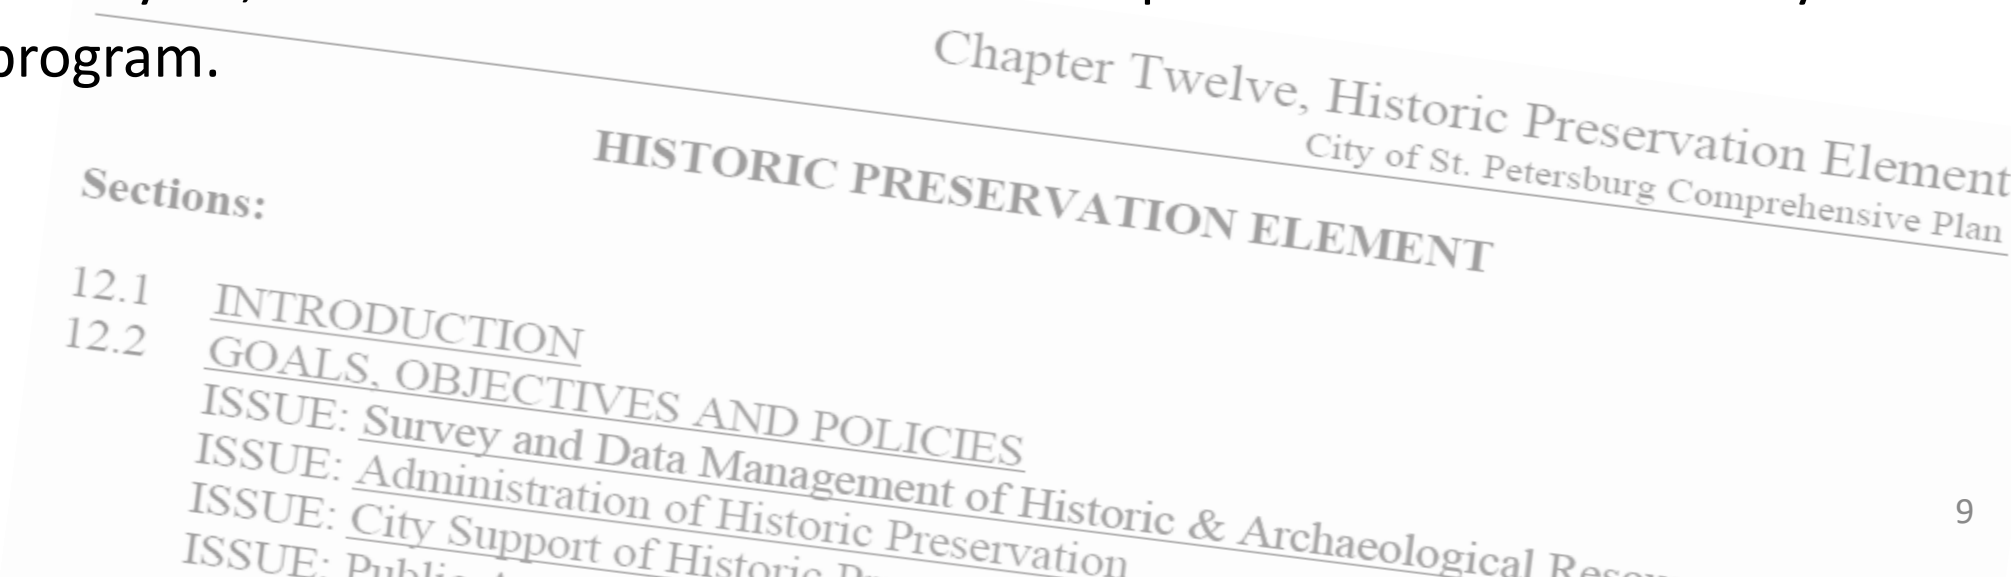 program.
Chapter Twelve, Historic Preservation Element
City of St. Petersburg Comprehensive Plan
HISTORIC PRESERVATION ELEMENT
Sections:
12.1 INTRODUCTION
12.2 GOALS, OBJECTIVES AND POLICIES
ISSUE: Survey and Data Management of Historic & Archaeological
ISSUE: Administration of Historic Preservation
ISSUE: City Support of Historic
ISSUE:
9